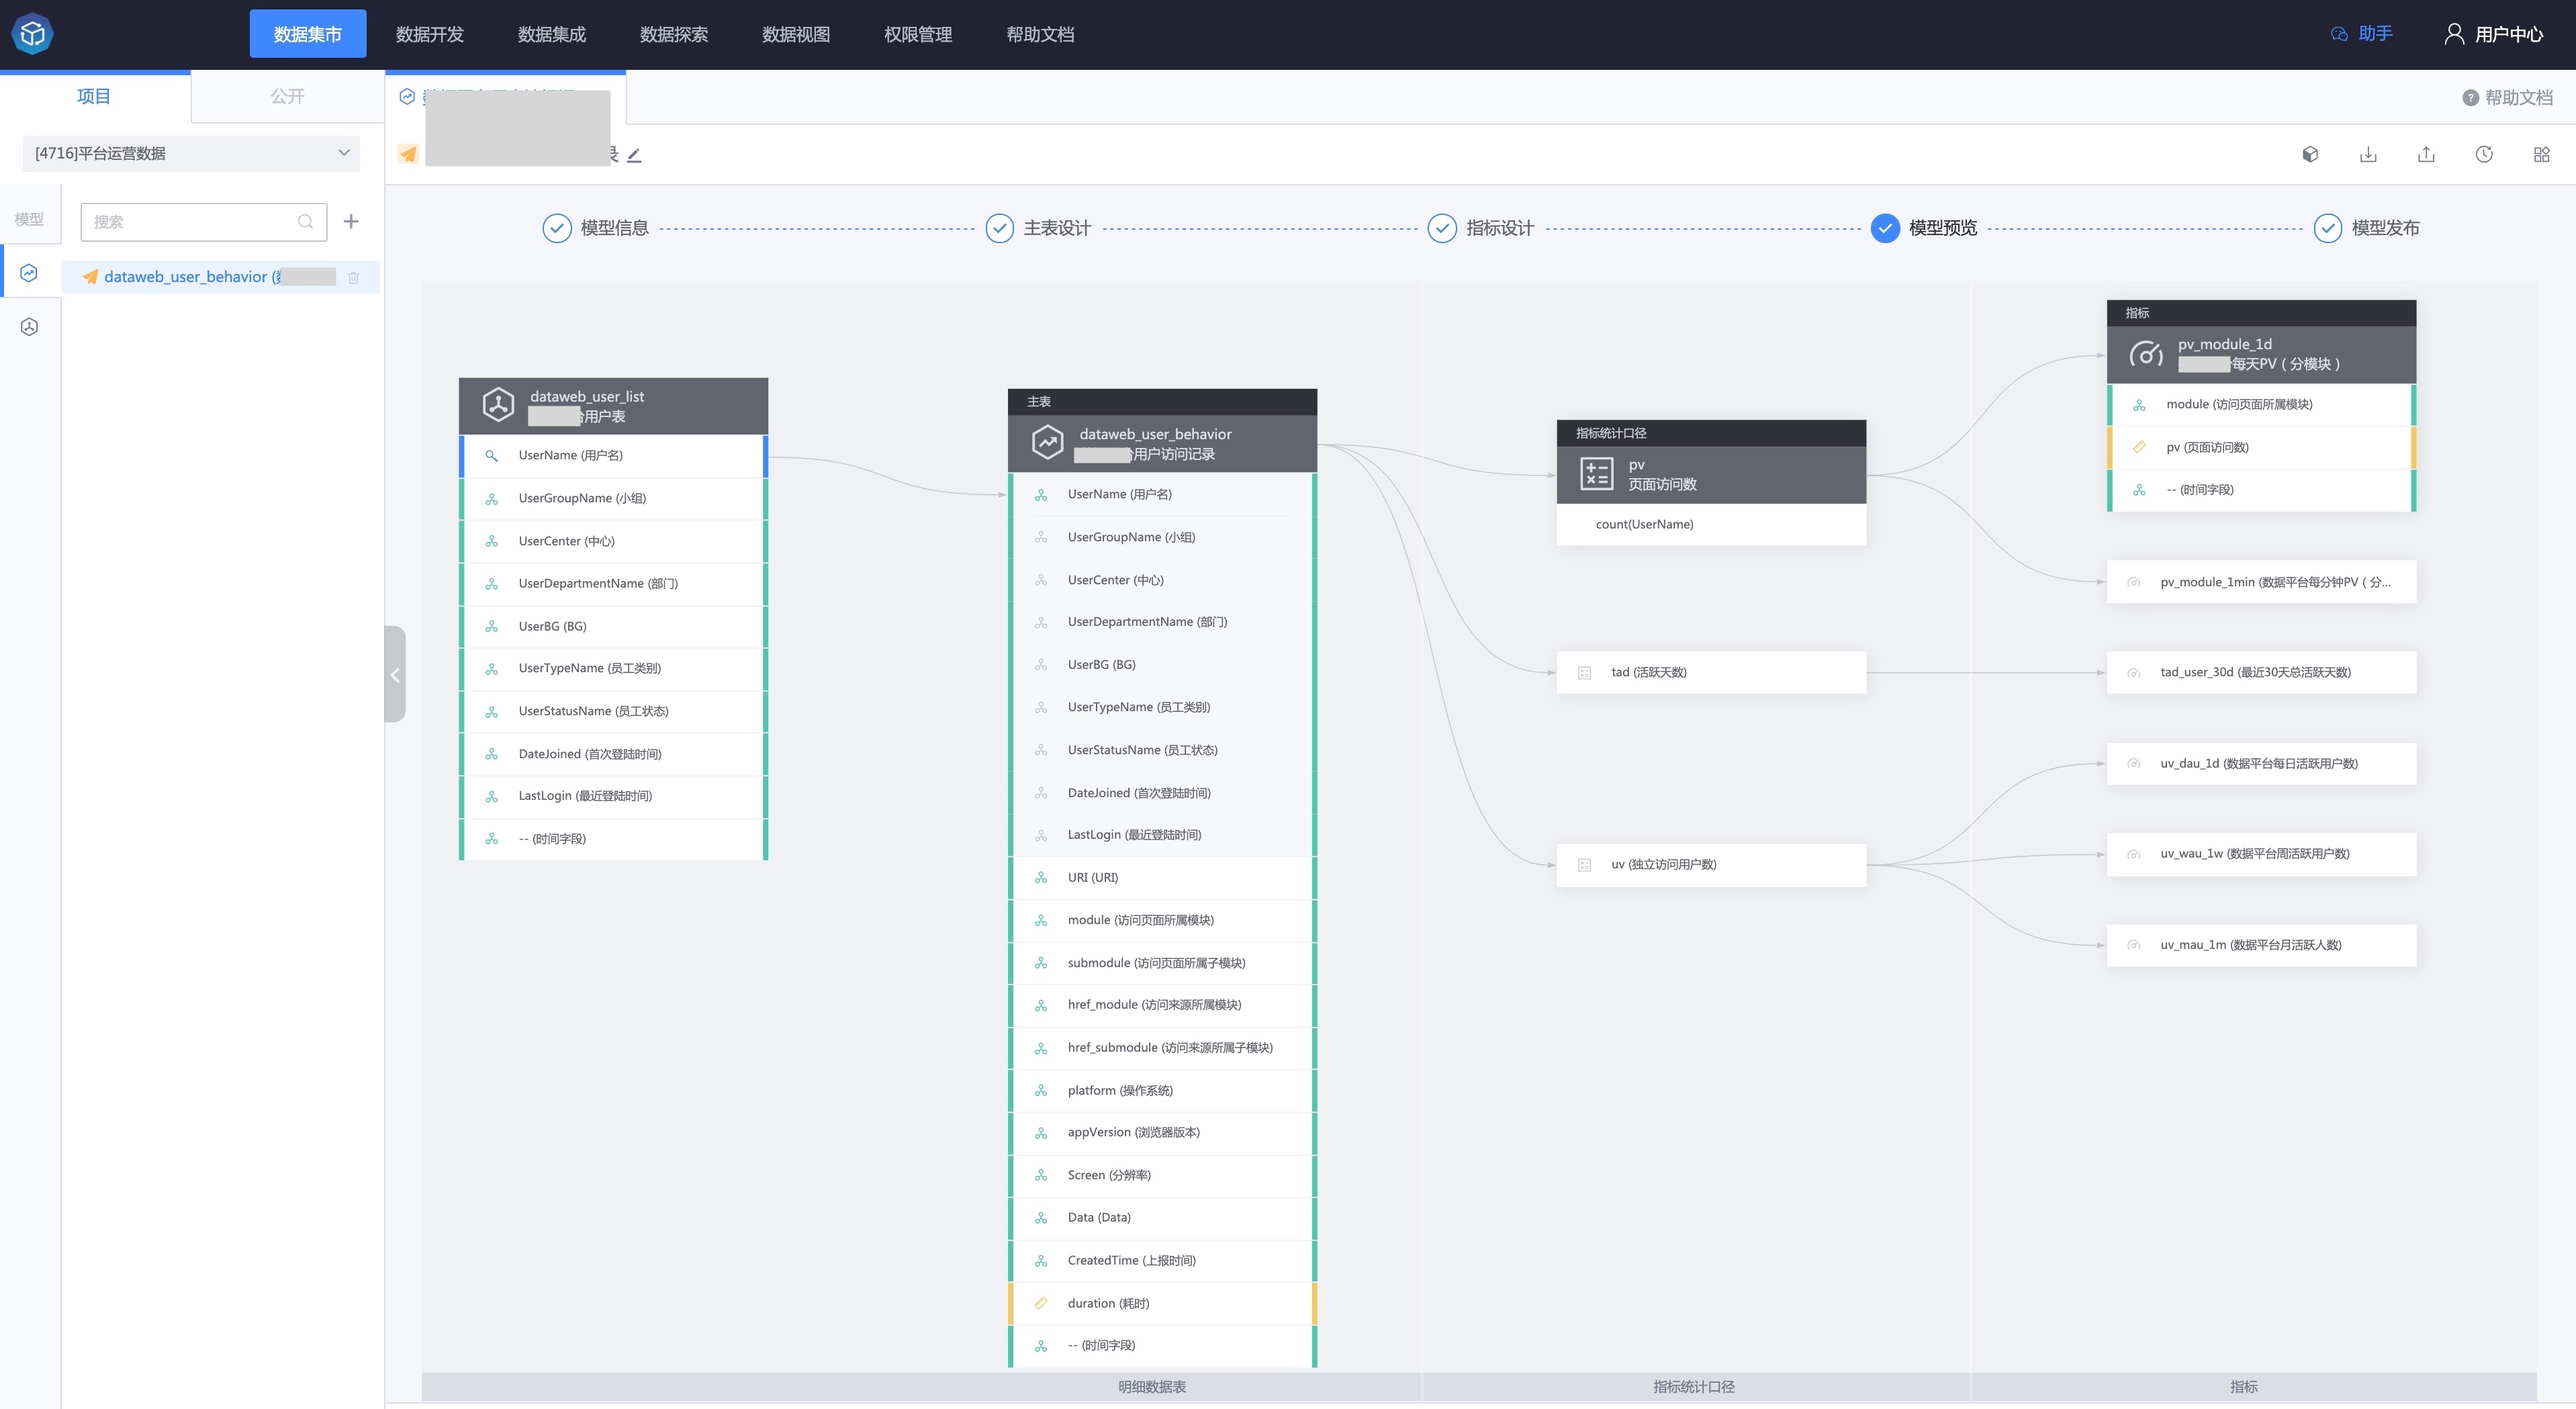 数据集市
数据开发
数据集成
数据探索
数据视图
权限管理
帮助文档
助手
用户中心
项目
公开
帮助文档
[4716]平台运营数据
录
模型
搜索
dataweb_user_behavior (
模型信息
主表设计
指标设计
模型预览
模型发布
dataweb_user_list
用户表
UserName (用户名)
UserGroupName (小组)
UserCenter (中心)
UserDepartmentName (部门)
UserBG (BG)
UserTypeName (员工类别)
UserStatusName (员工状态)
DateJoined (首次登陆时间)
LastLogin (最近登陆时间)
-- (时间字段)
主表
dataweb_user_behavior
用户访问记录
UserName (用户名)
UserGroupName (小组)
UserCenter (中心)
UserDepartmentName (部门)
UserBG (BG)
UserTypeName (员工类别)
UserStatusName (员工状态)
DateJoined (首次登陆时间)
LastLogin (最近登陆时间)
URI (URI)
module (访问页面所属模块)
submodule (访问页面所属子模块)
href_module (访问来源所属模块)
href_submodule (访问来源所属子模块)
platform (操作系统)
appVersion (浏览器版本)
Screen (分辨率)
Data (Data)
CreatedTime (上报时间)
duration (耗时)
-- (时间字段)
指标统计口径
pv
页面访问数
count(UserName)
tad (活跃天数)
uv (独立访问用户数)
指标
pv_module_1d
每天PV（分模块）
module (访问页面所属模块)
pv (页面访问数)
-- (时间字段)
pv_module_1min (数据平台每分钟PV（分...
tad_user_30d (最近30天总活跃天数)
uv_dau_1d (数据平台每日活跃用户数)
uv_wau_1w (数据平台周活跃用户数)
uv_mau_1m (数据平台月活跃人数)
明细数据表
指标统计口径
指标